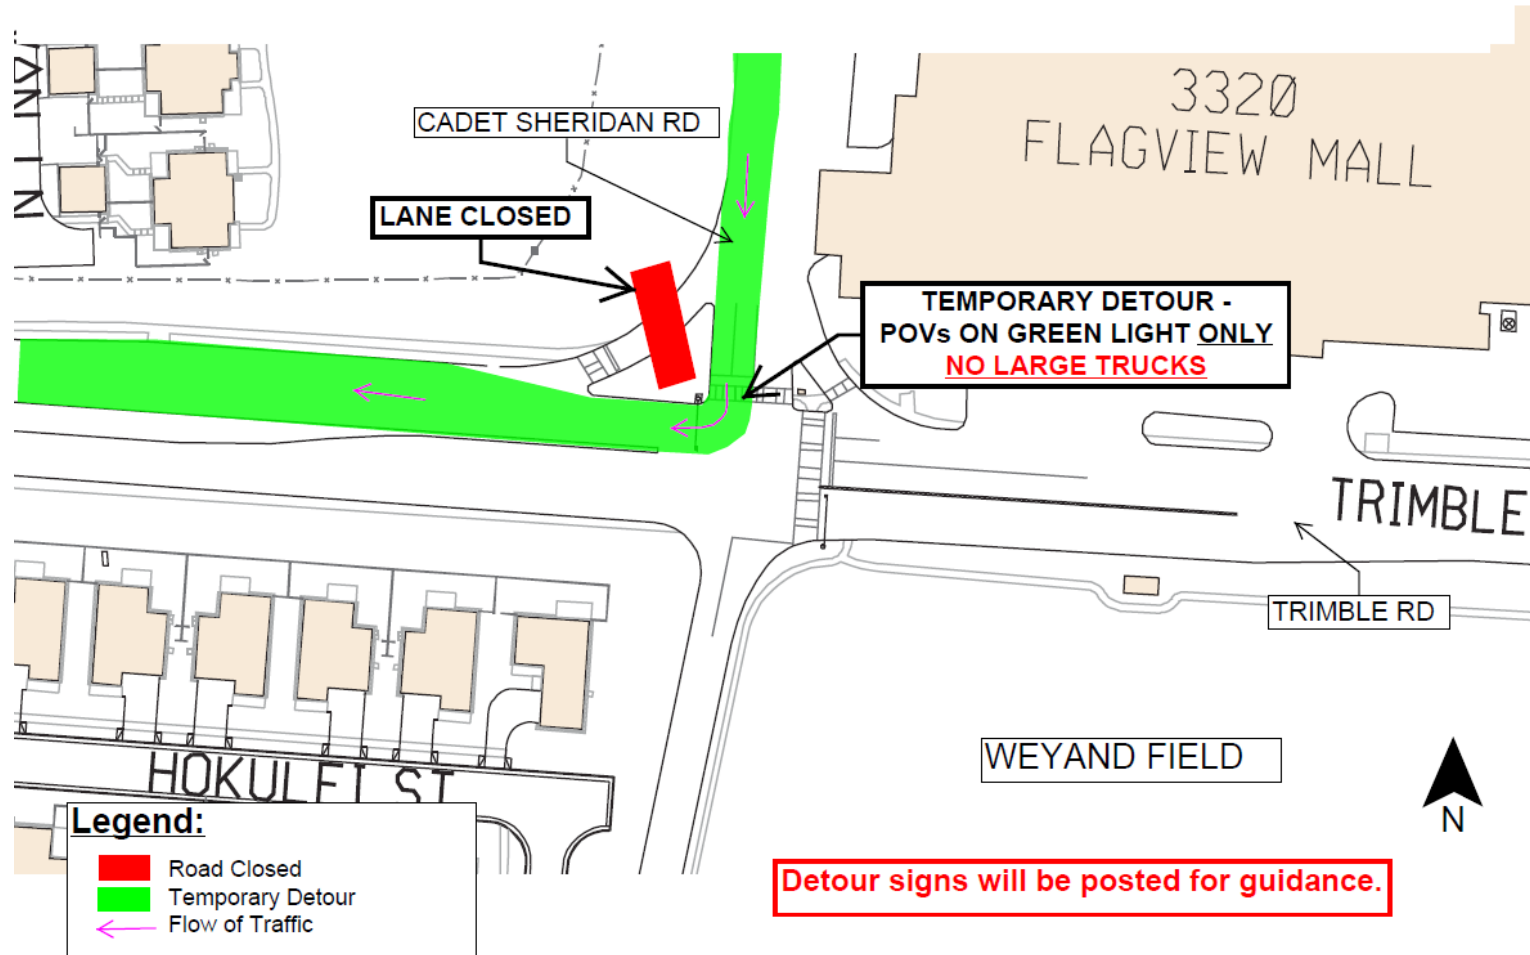 3320
FLAGVIEW MALL
CADET SHERIDAN RD
LANE CLOSED
TEMPORARY DETOUR -
POVs ON GREEN LIGHT ONLY
NO LARGE TRUCKS
TRIMBLE
TRIMBLE RD
WEYAND FIELD
N
HOKULEI ST
Legend:
Road Closed
Temporary Detour
Flow of Traffic
Detour signs will be posted for guidance.